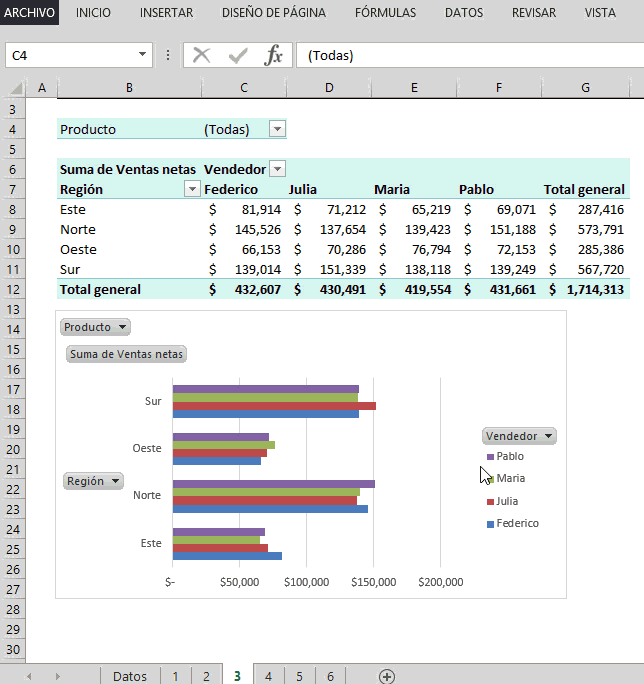 ARCHIVO INICIO INSERTAR DISEÑO DE PÁGINA FÓRMULAS DATOS REVISAR VISTA
C4 fx (Todas)
A B C D E F G
3
4 Producto (Todas)
5
6 Suma de Ventas netas Vendedor
7 Región Federico Julia Maria Pablo Total general
8 Este $ 81,914 $ 71,212 $ 65,219 $ 69,071 $ 287,416
9 Norte $ 145,526 $ 137,654 $ 139,423 $ 151,188 $ 573,791
10 Oeste $ 66,153 $ 70,286 $ 76,794 $ 72,153 $ 285,386
11 Sur $ 139,014 $ 151,339 $ 138,118 $ 139,249 $ 567,720
12 Total general $ 432,607 $ 430,491 $ 419,554 $ 431,661 $ 1,714,313
13
14 Producto
15
16 Suma de Ventas netas
17
18 Sur
19 Vendedor
20 Oeste Pablo
21 Región Maria
22 Norte Julia
23 Federico
24
25 Este
26
27 $- $50,000 $100,000 $150,000 $200,000
28
29
30
Datos 1 2 3 4 5 6